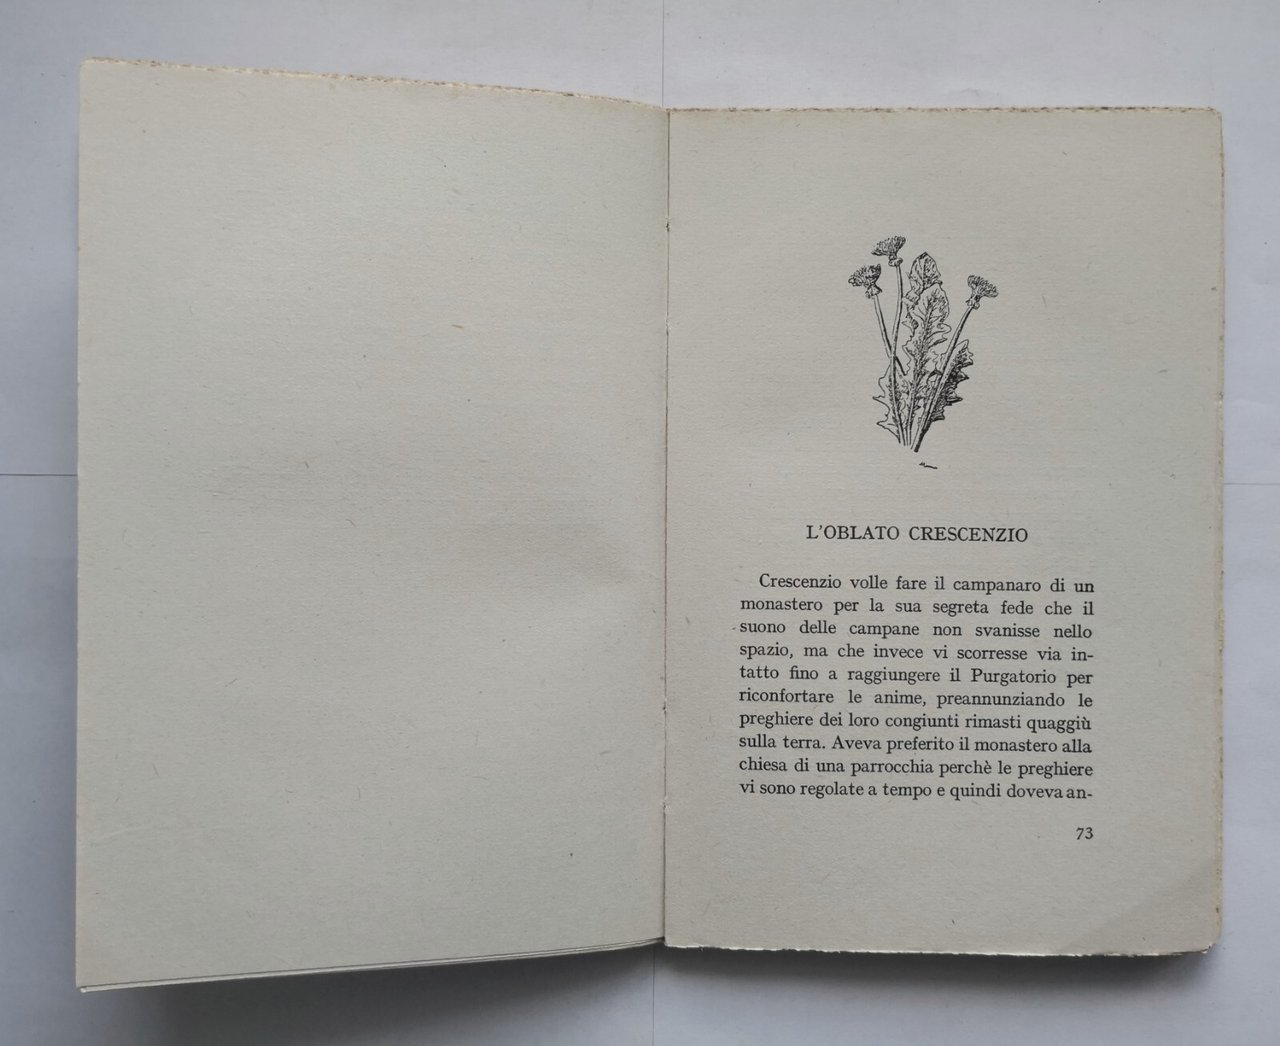 L'OBLATO CRESCENZIO
Crescenzio volle fare il campanaro di un
monastero per la sua segreta fede che il
suono delle campane non svanisse nello
spazio, ma che invece vi scorresse via in-
tatto fino a raggiungere il Purgatorio per
riconfortare le anime, preannunziando le
preghiere dei loro congiunti rimasti quaggiù
sulla terra. Aveva preferito il monastero alla
chiesa di una parrocchia perchè le preghiere
vi sono regolate a tempo e quindi doveva an-
73